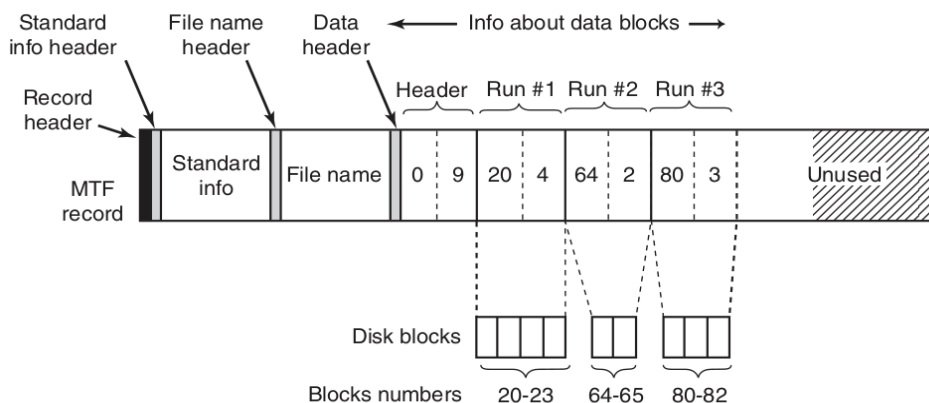 Standard
info header
File name
header
Data
header
Info about data blocks
Record
header
Header
Run #1
Run #2
Run #3
MTF
record
Standard
info
File name
0 9 20 4 64 2 80 3
Unused
Disk blocks
Blocks numbers
20-23
64-65
80-82